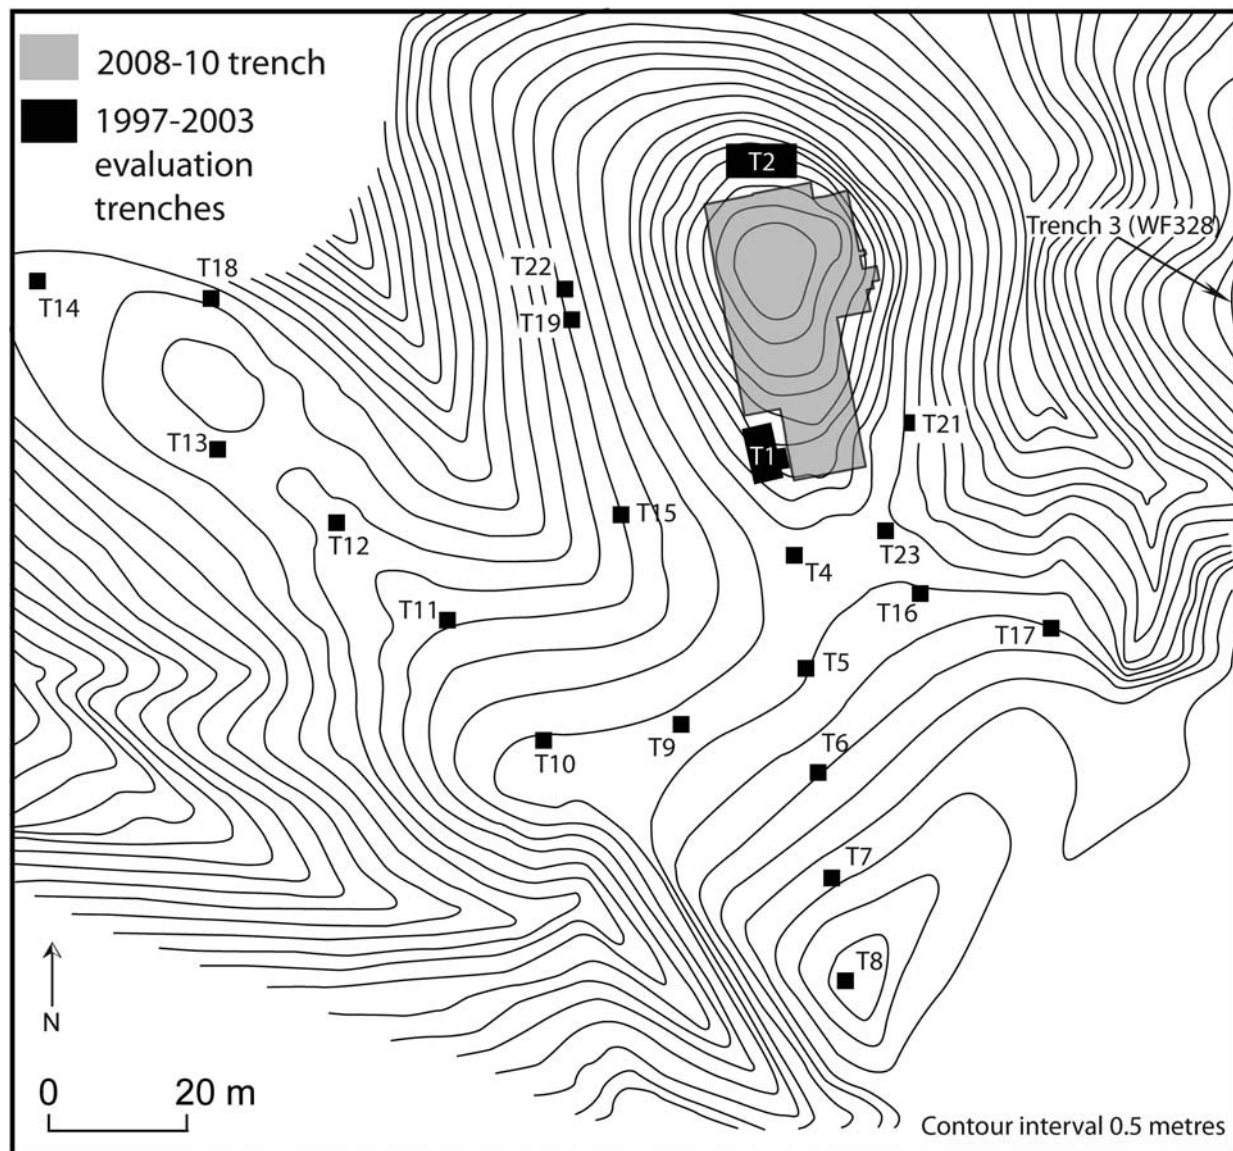 2008-10 trench
1997-2003
evaluation
trenches
T2
Trench 3 (WF328)
T18
T22
T14
T19
T21
T13
T1
T15
T12
T23
T4
T11
T16
T17
T5
T9
T6
T10
T7
T8
N
0 20 m
Contour interval 0.5 metres